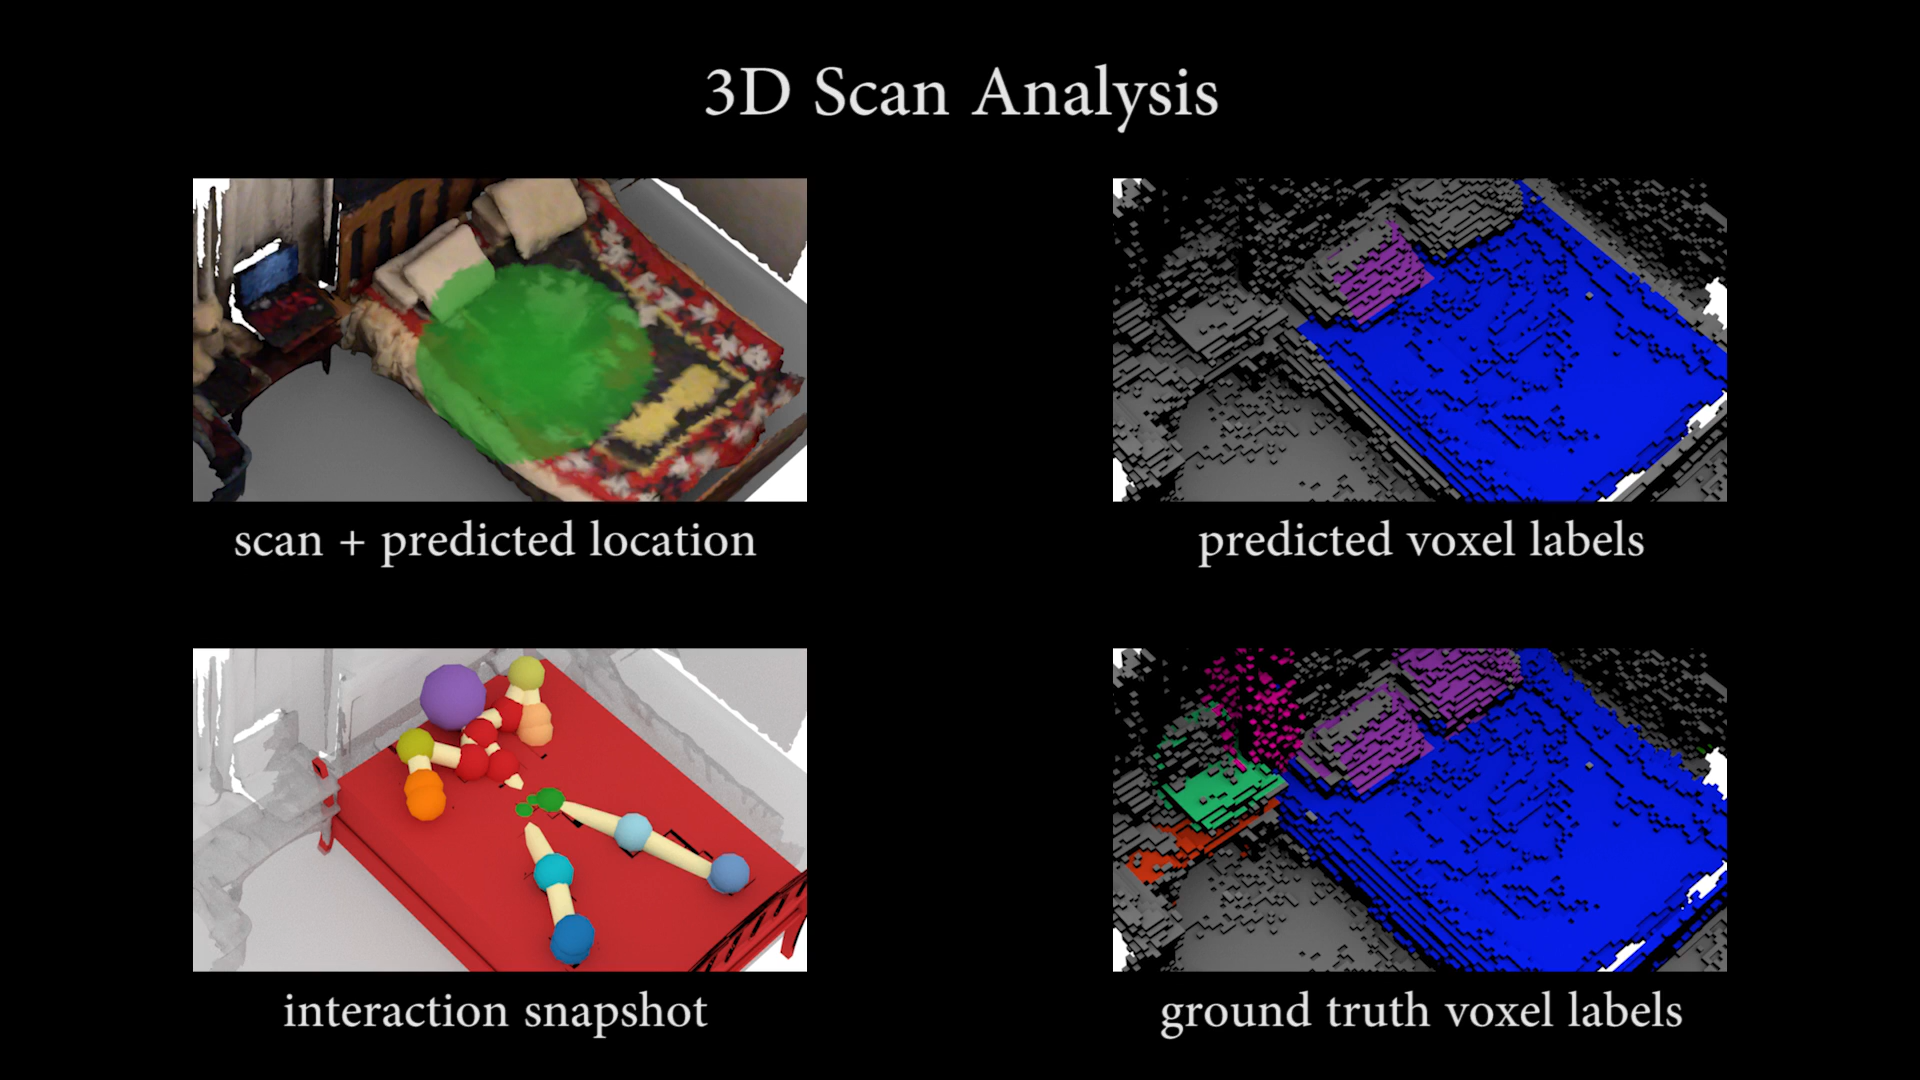 3D Scan Analysis
scan + predicted location
predicted voxel labels
interaction snapshot
ground truth voxel labels